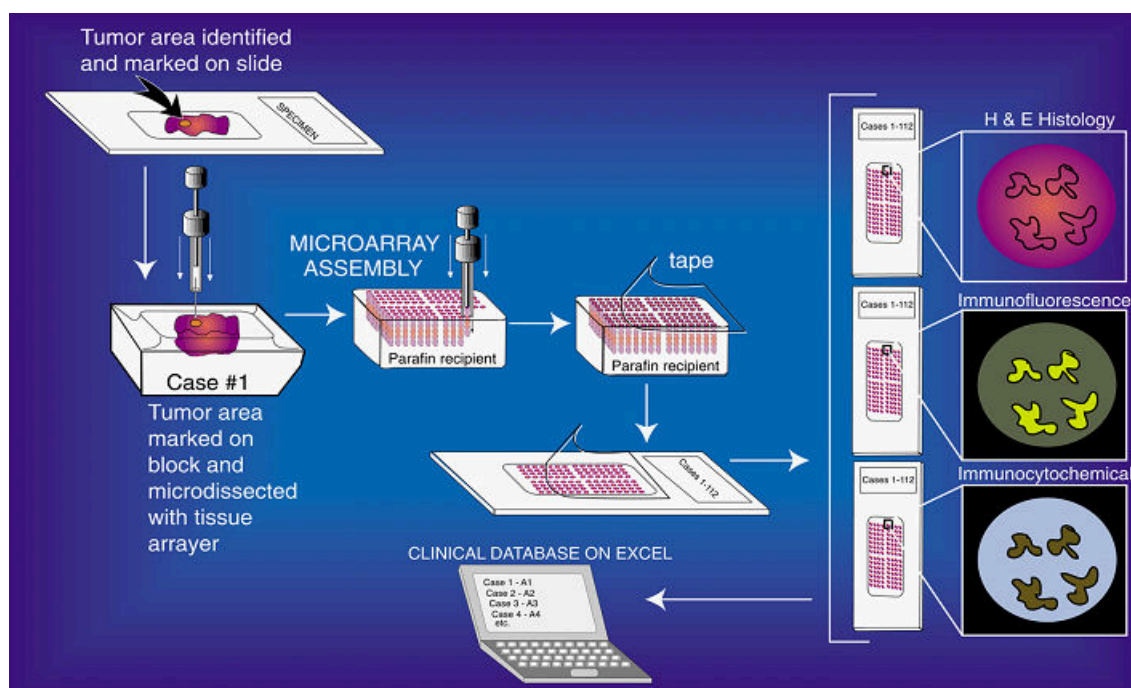 Tumor area identified
and marked on slide
SPECIMEN
Case #1
Tumor area
marked on
block and
microdissected
with tissue
arrayer
MICROARRAY
ASSEMBLY
Parafin recipient
tape
Parafin recipient
Cases 1-112
CLINICAL DATABASE ON EXCEL
Case 1 - A1
Case 2 - A2
Case 3 - A3
Case 4 - A4
etc.
Cases 1-112
H & E Histology
Cases 1-112
Immunofluorescence
Cases 1-112
Immunocytochemical